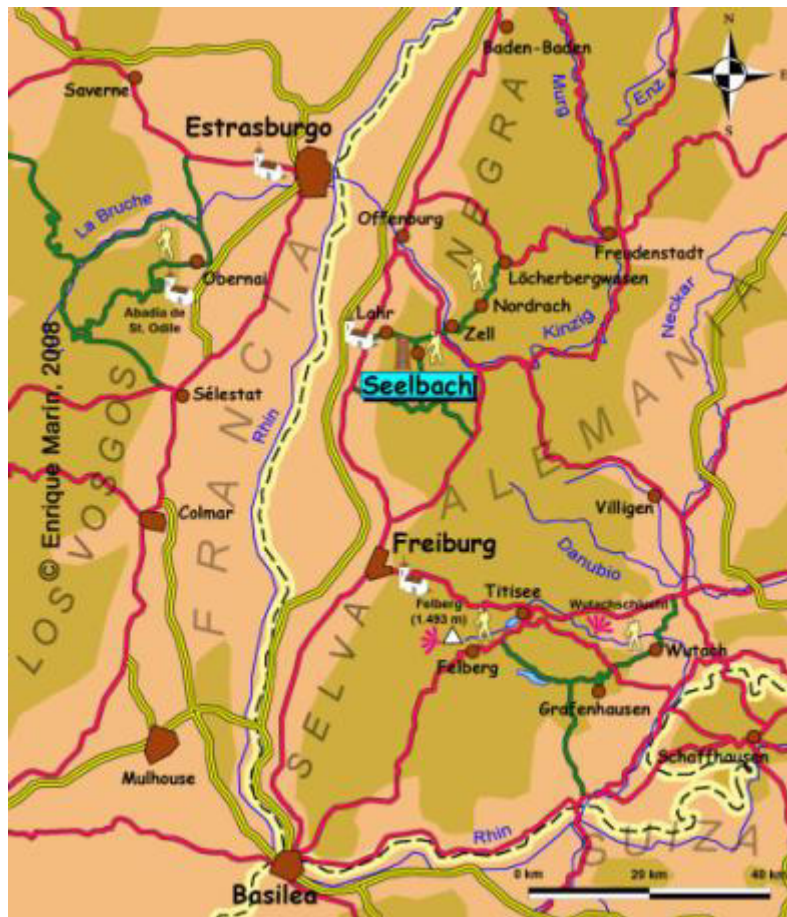 Baden-Baden
N
Saverne
Murg
Enz
W
E
S
Estrasburgo
NEGRA
La Bruche
Offenburg
Freudenstadt
Obernai
Löcherbergwasen
Abadía de
St. Odile
Nordrach
Neckar
Lahr
Zell
Kinzig
Seelbach
Sélestat
Rhin
FRANCIA
ALEMANIA
© Enrique Marín, 2008
LOS VOSGOS
Colmar
Villigen
Freiburg
Danubio
Titisee
Felberg
(1.493 m)
Wutachschlucht
Felberg
Wutach
Grafenhausen
SELVA
Mulhouse
Schaffhausen
Rhin
SUIZA
Basilea
0 km
20 km
40 km